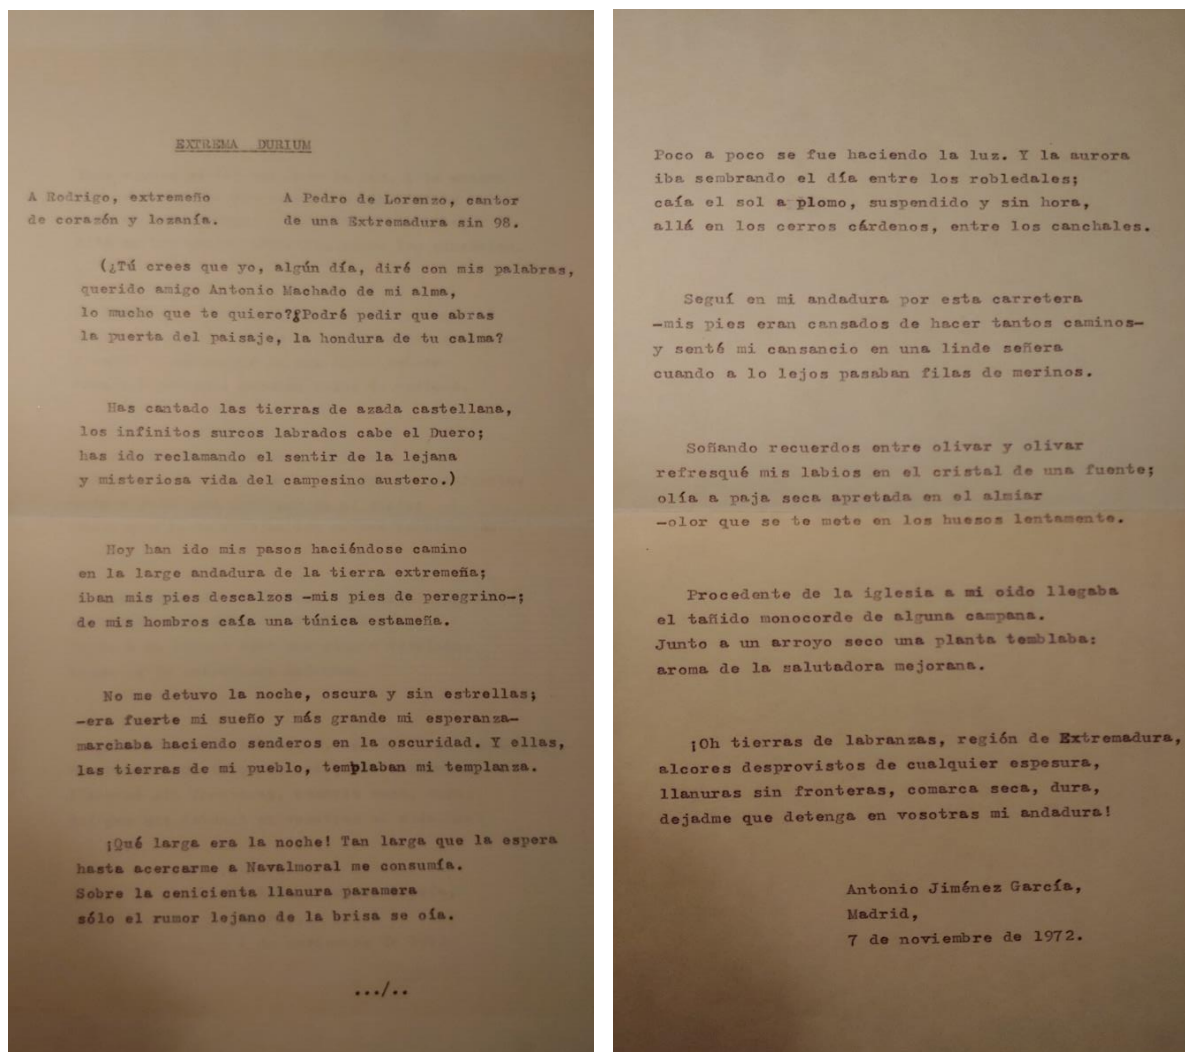 EXTREMA DURIUM
A Rodrigo, extremeño
de corazón y lozanía.
A Pedro de Lorenzo, cantor
de una Extremadura sin 98.
(¿Tú crees que yo, algún día, diré con mis palabras,
querido amigo Antonio Machado de mi alma,
lo mucho que te quiero?¿Podré pedir que abras
la puerta del paisaje, la hondura de tu calma?
Has cantado las tierras de azada castellana,
los infinitos surcos labrados cabe el Duero;
has ido reclamando el sentir de la lejana
y misteriosa vida del campesino austero.)
Hoy han ido mis pasos haciéndose camino
en la large andadura de la tierra extremeña;
iban mis pies descalzos -mis pies de peregrino-;
de mis hombros caía una túnica estameña.
No me detuvo la noche, oscura y sin estrellas;
-era fuerte mi sueño y más grande mi esperanza-
marchaba haciendo senderos en la oscuridad. Y ellas,
las tierras de mi pueblo, templaban mi templanza.
¡Qué larga era la noche! Tan larga que la espera
hasta acercarme a Navalmoral me consumía.
Sobre la cenicienta llanura paramera
sólo el rumor lejano de la brisa se oía.
.../..
Poco a poco se fue haciendo la luz. Y la aurora
iba sembrando el día entre los robledales;
caía el sol a plomo, suspendido y sin hora,
allá en los cerros cárdenos, entre los canchales.
Seguí en mi andadura por esta carretera
-mis pies eran cansados de hacer tantos caminos-
y senté mi cansancio en una linde señera
cuando a lo lejos pasaban filas de merinos.
Soñando recuerdos entre olivar y olivar
refresqué mis labios en el cristal de una fuente;
olía a paja seca apretada en el almiar
-olor que se te mete en los huesos lentamente.
Procedente de la iglesia a mi oido llegaba
el tañido monocorde de alguna campana.
Junto a un arroyo seco una planta temblaba:
aroma de la salutadora mejorana.
¡Oh tierras de labranzas, región de Extremadura,
alcores desprovistos de cualquier espesura,
llanuras sin fronteras, comarca seca, dura,
dejadme que detenga en vosotras mi andadura!
Antonio Jiménez García,
Madrid,
7 de noviembre de 1972.